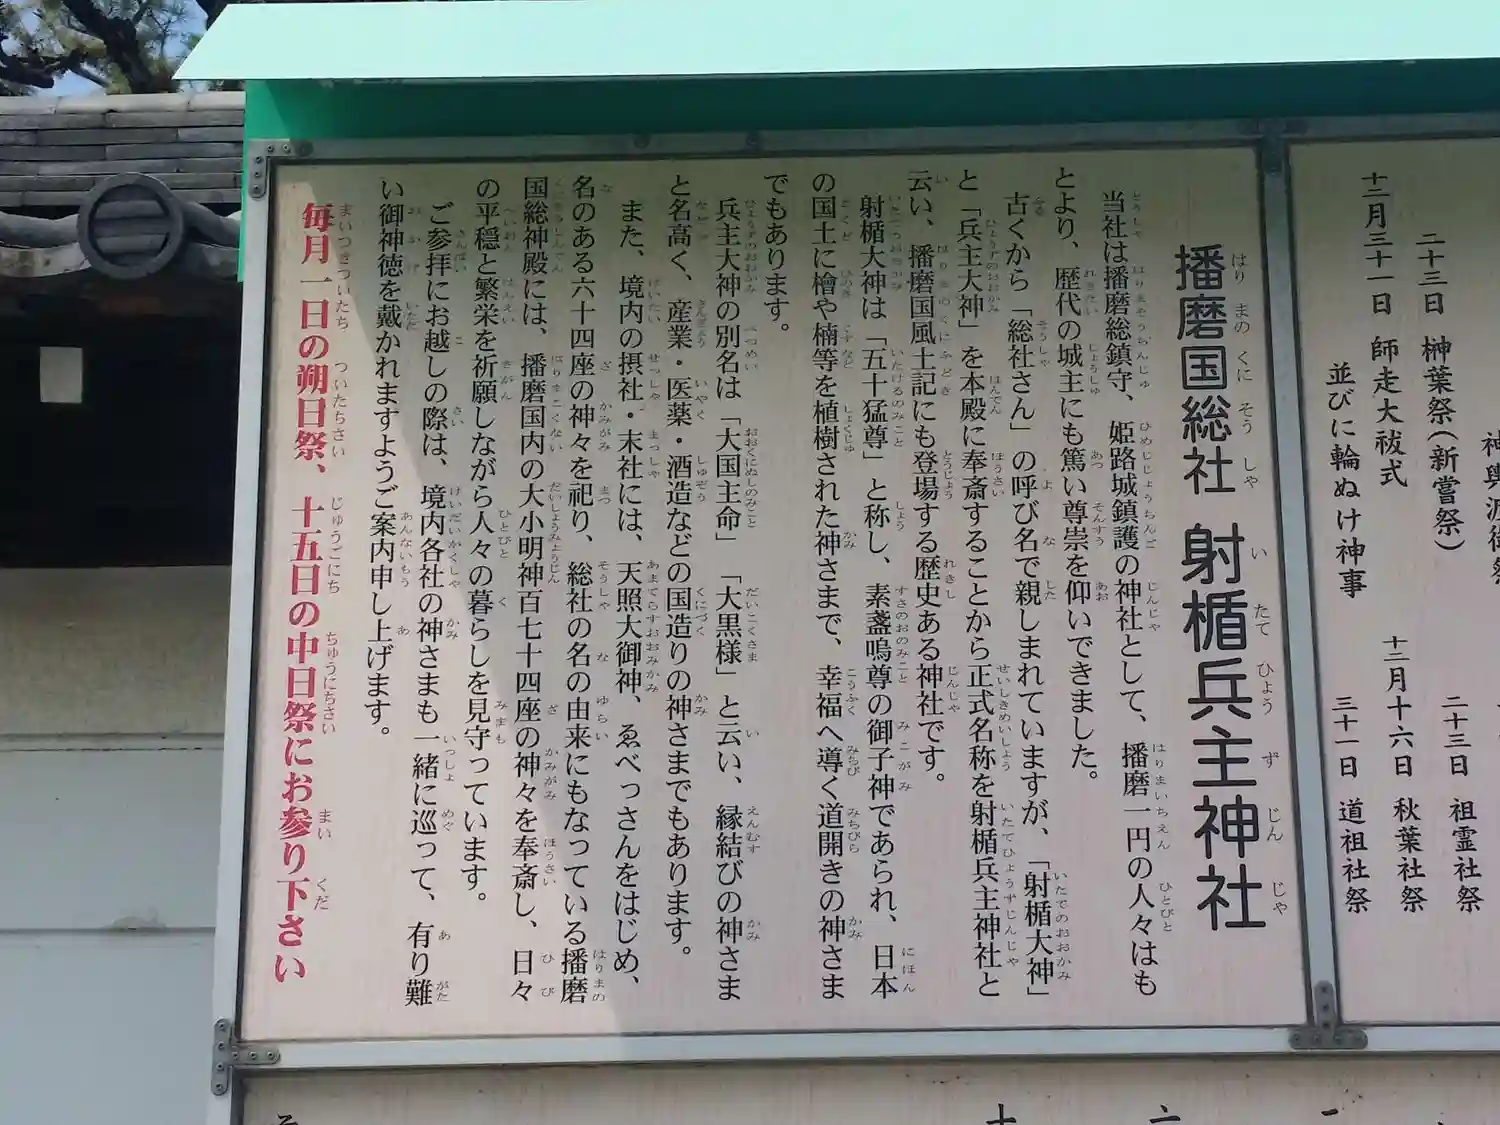 二十三日 榊葉祭(新嘗祭)
十二月三十一日 師走大祓式
並びに輪ぬけ神事
二十三日 祖霊社祭
十二月十六日 秋葉社祭
三十一日 道祖社祭
播磨国総社 射楯兵主神社
当社は播磨総鎮守、姫路城鎮護の神社として、播磨一円の人々はも
とより、歴代の城主にも篤い尊崇を仰いできました。
古くから「総社さん」の呼び名で親しまれていますが、「射楯大神」
と「兵主大神」を本殿に奉斎することから正式名称を射楯兵主神社と
云い、播磨国風土記にも登場する歴史ある神社です。
射楯大神は「五十猛尊」と称し、素盞嗚尊の御子神であられ、日本
の国土に檜や楠等を植樹された神さまで、幸福へ導く道開きの神さま
でもあります。
兵主大神の別名は「大国主命」「大黒様」と云い、縁結びの神さま
と名高く、産業・医薬・酒造などの国造りの神さまでもあります。
また、境内の摂社・末社には、天照大御神、ゑべっさんをはじめ、
名のある六十四座の神々を祀り、総社の名の由来にもなっている播磨
国総神殿には、播磨国内の大小明神百七十四座の神々を奉斎し、日々
の平穏と繁栄を祈願しながら人々の暮らしを見守っています。
ご参拝にお越しの際は、境内各社の神さまも一緒に巡って、有り難
い御神徳を戴かれますようご案内申し上げます。
毎月一日の朔日祭、十五日の中日祭にお参り下さい